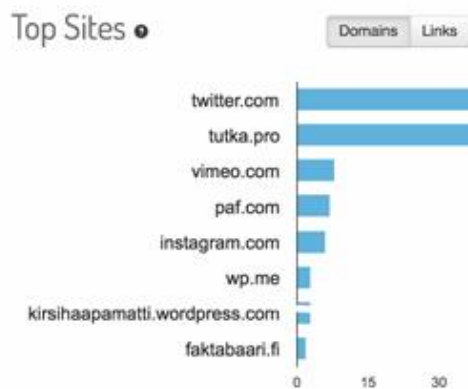 Top Sites ?
Domains Links
twitter.com
tutka.pro
vimeo.com
paf.com
instagram.com
wp.me
kirsihaapamatti.wordpress.com
faktabaari.fi
0 15 30